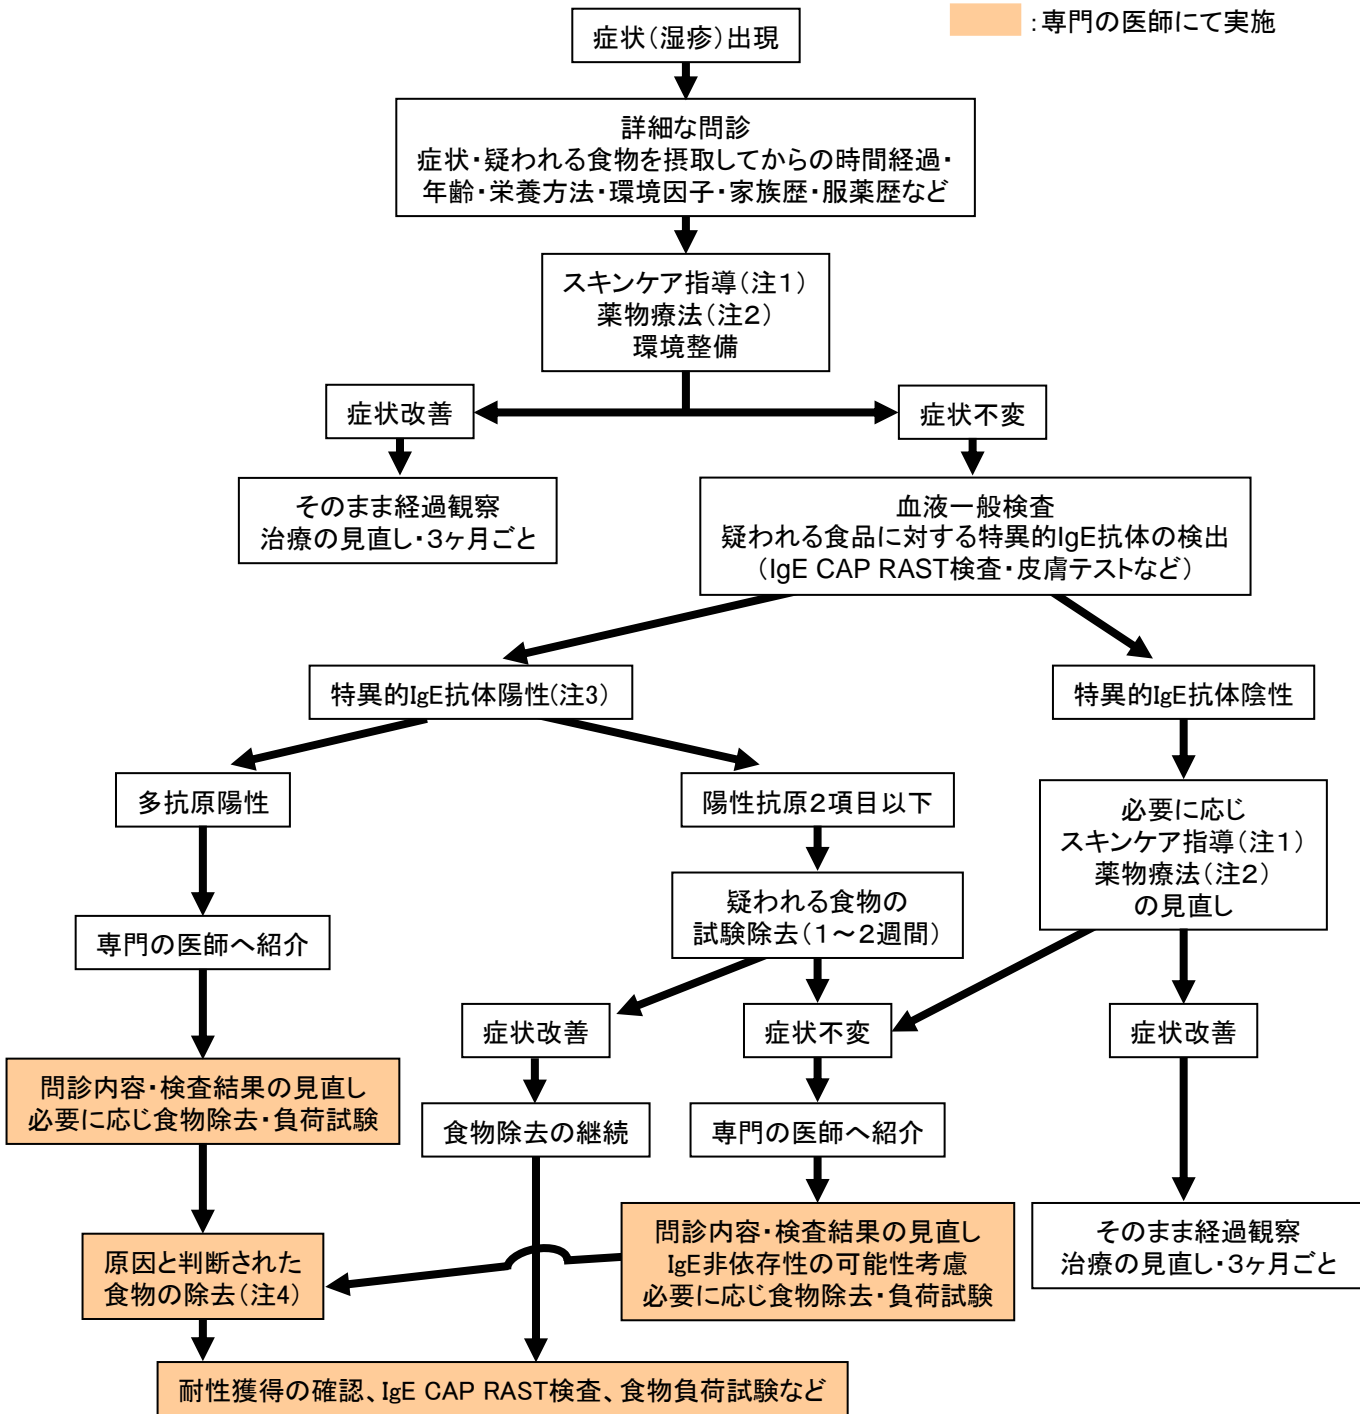 ：専門の医師にて実施
症状（湿疹）出現
詳細な問診
症状・疑われる食物を摂取してからの時間経過・
年齢・栄養方法・環境因子・家族歴・服薬歴など
スキンケア指導（注１）
薬物療法（注２）
環境整備
症状改善
症状不変
そのまま経過観察
治療の見直し・３ヶ月ごと
血液一般検査
疑われる食品に対する特異的IgE抗体の検出
（IgE CAP RAST検査・皮膚テストなど）
特異的IgE抗体陽性（注3）
特異的IgE抗体陰性
多抗原陽性
陽性抗原２項目以下
必要に応じ
スキンケア指導（注１）
薬物療法（注２）
の見直し
疑われる食物の
試験除去（１～２週間）
専門の医師へ紹介
症状改善
症状不変
症状改善
問診内容・検査結果の見直し
必要に応じ食物除去・負荷試験
食物除去の継続
専門の医師へ紹介
問診内容・検査結果の見直し
IgE非依存性の可能性考慮
必要に応じ食物除去・負荷試験
そのまま経過観察
治療の見直し・３ヶ月ごと
原因と判断された
食物の除去（注4）
耐性獲得の確認、IgE CAP RAST検査、食物負荷試験など